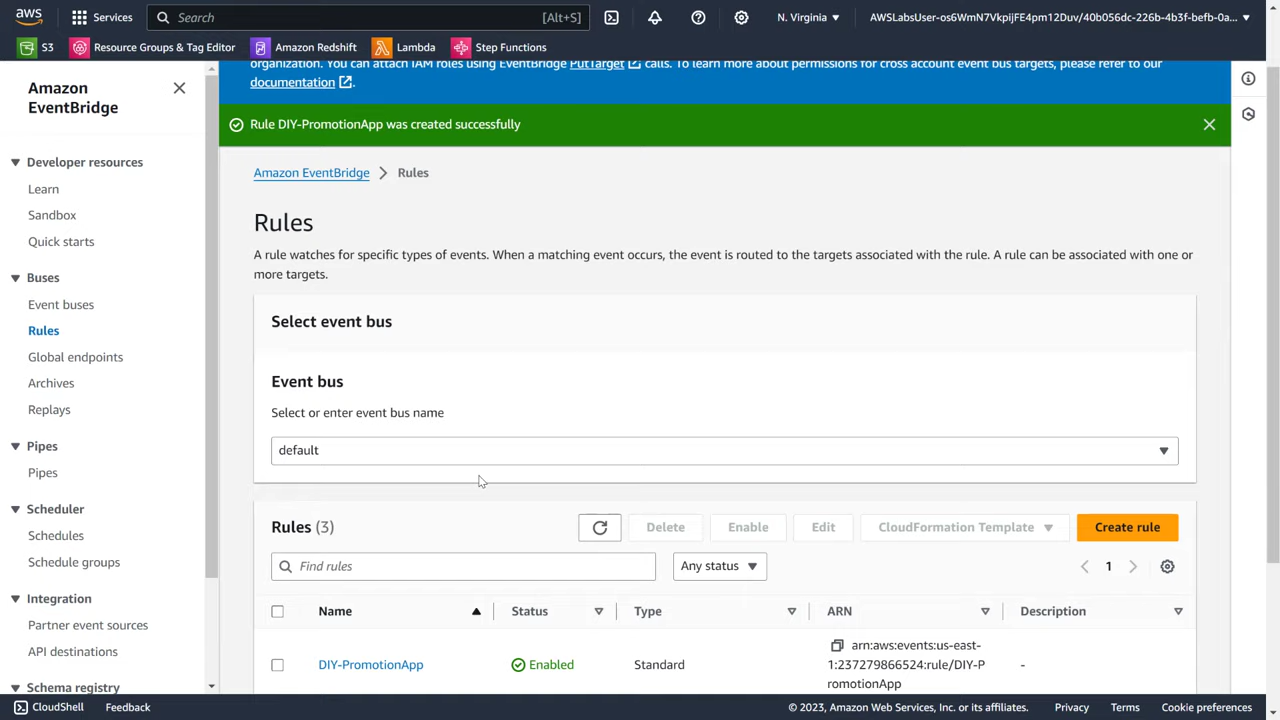 aws
Services
Search
[Alt+S]
N. Virginia
AWSLabsUser-os6WmN7VkpijFE4pm12Duv/40b056dc-226b-4b3f-befb-0a...
S3
Resource Groups & Tag Editor
Amazon Redshift
Lambda
Step Functions
Amazon
EventBridge
Developer resources
Learn
Sandbox
Quick starts
Buses
Event buses
Rules
Global endpoints
Archives
Replays
Pipes
Pipes
Scheduler
Schedules
Schedule groups
Integration
Partner event sources
API destinations
Schema registry
organization. You can attach IAM roles using EventBridge PutTarget calls. To learn more about permissions for cross account event bus targets, please refer to our
documentation .
Rule DIY-PromotionApp was created successfully
Amazon EventBridge > Rules
Rules
A rule watches for specific types of events. When a matching event occurs, the event is routed to the targets associated with the rule. A rule can be associated with one or
more targets.
Select event bus
Event bus
Select or enter event bus name
default
Rules (3)
Delete
Enable
Edit
CloudFormation Template
Create rule
Find rules
Any status
1
Name
Status
Type
ARN
Description
DIY-PromotionApp
Enabled
Standard
arn:aws:events:us-east-
1:237279866524:rule/DIY-P
romotionApp
-
CloudShell
Feedback
© 2023, Amazon Web Services, Inc. or its affiliates.
Privacy
Terms
Cookie preferences